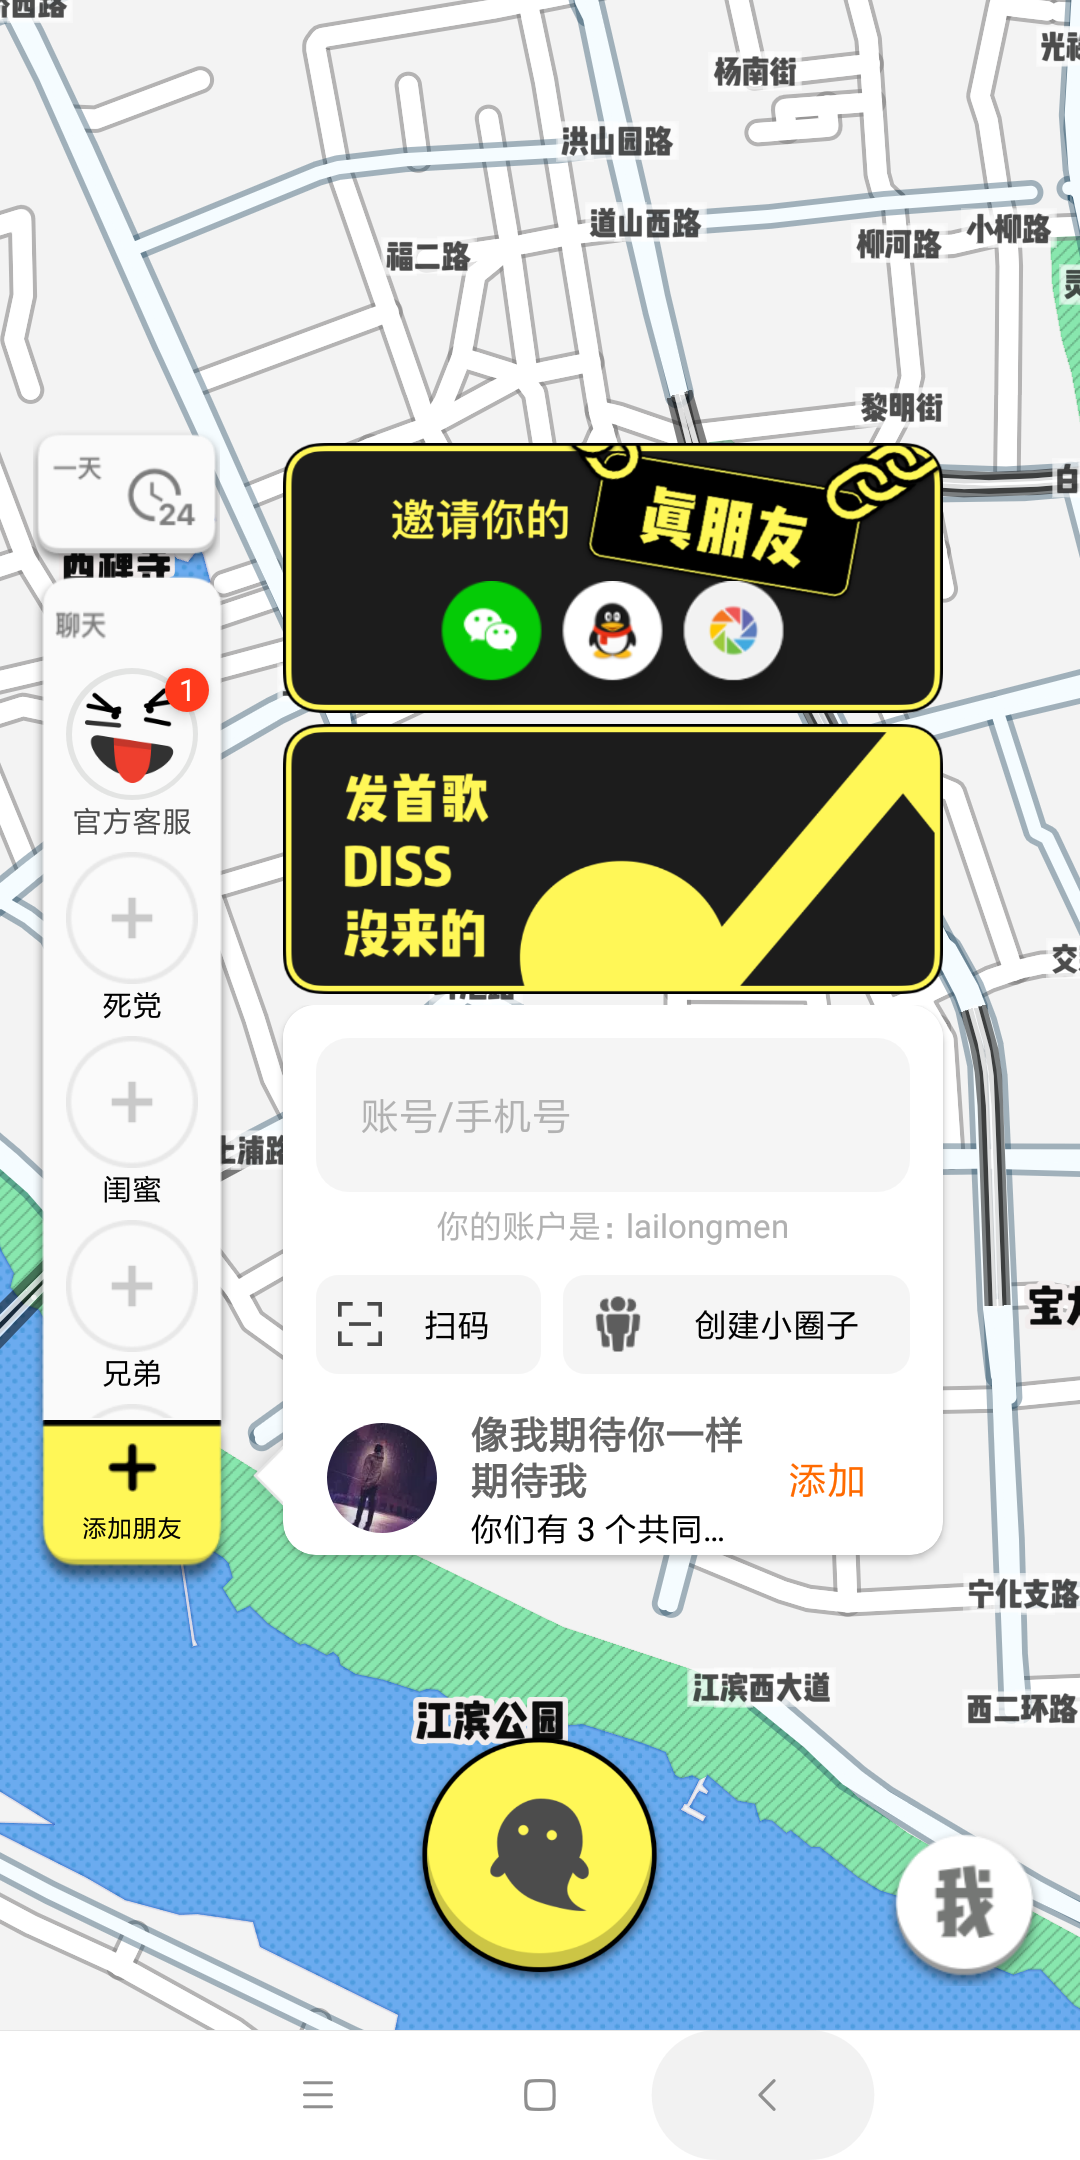 杨南街
洪山园路
道山西路
小柳路
柳河路
福二路
黎明街
一天
24
西禅寺
邀请你的
真朋友
聊天
1
官方客服
死党
闺蜜
兄弟
添加朋友
发首歌
DISS
没来的
上浦路
账号/手机号
你的账户是: lailongmen
扫码
创建小圈子
像我期待你一样
期待我
添加
你们有 3 个共同...
宁化支路
江滨西大道
西二环路
江滨公园
我